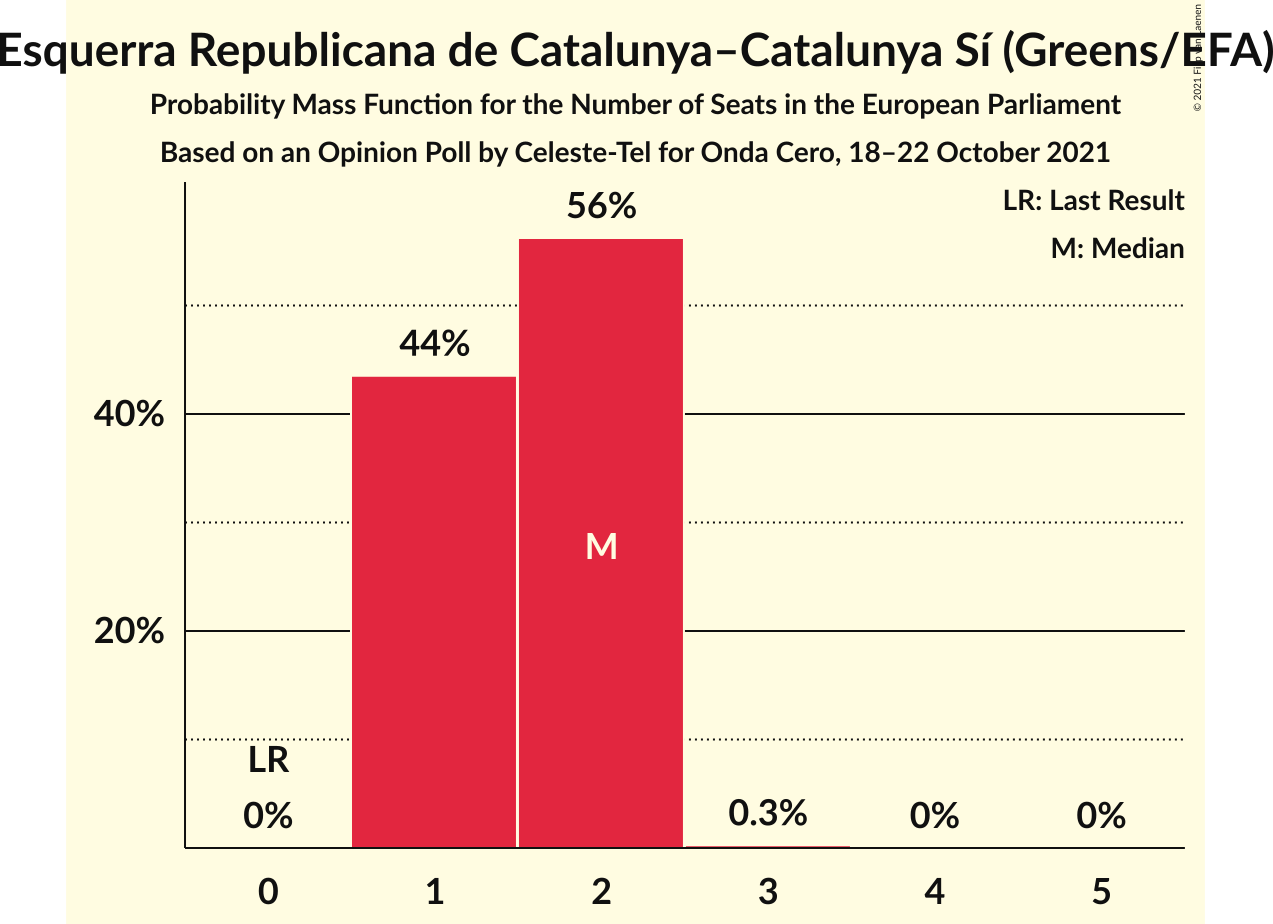 Esquerra Republicana de Catalunya–Catalunya Sí (Greens/EFA)
Probability Mass Function for the Number of Seats in the European Parliament
Based on an Opinion Poll by Celeste-Tel for Onda Cero, 18–22 October 2021
LR: Last Result
M: Median
56%
44%
40%
M
20%
LR
0%
0.3%
0%
0%
0
1
2
3
4
5
© 2021